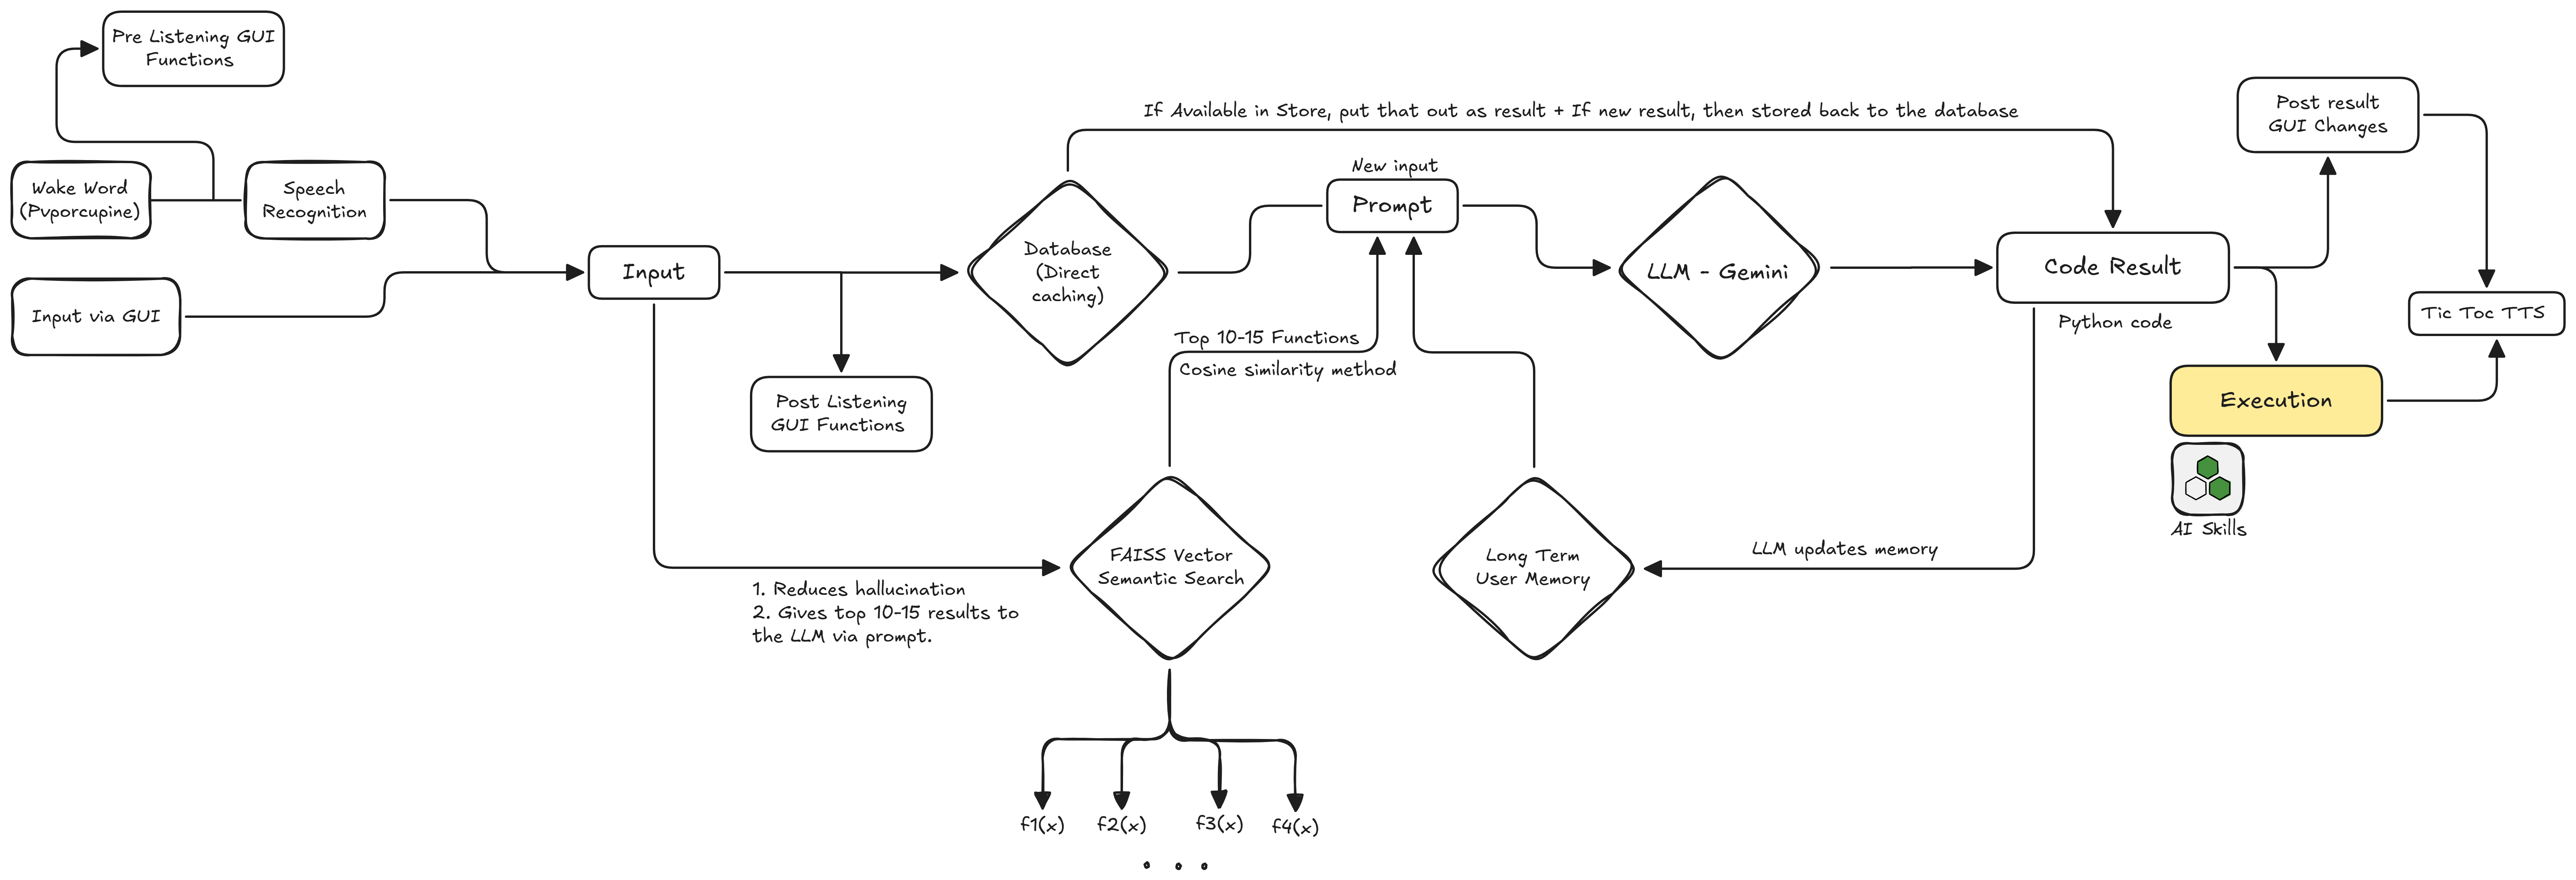 Pre Listening GUI
Functions
Wake Word
(Pvporcupine)
Speech
Recognition
Input via GUI
Input
Post Listening
GUI Functions
Database
(Direct
caching)
If Available in Store, put that out as result + If new result, then stored back to the database
New input
Prompt
Top 10-15 Functions
Cosine similarity method
LLM - Gemini
Code Result
Python code
Post result
GUI Changes
Tic Toc TTS
Execution
AI Skills
1. Reduces hallucination
2. Gives top 10-15 results to
the LLM via prompt.
FAISS Vector
Semantic Search
Long Term
User Memory
LLM updates memory
f1(x)
f2(x)
f3(x)
f4(x)
. . .